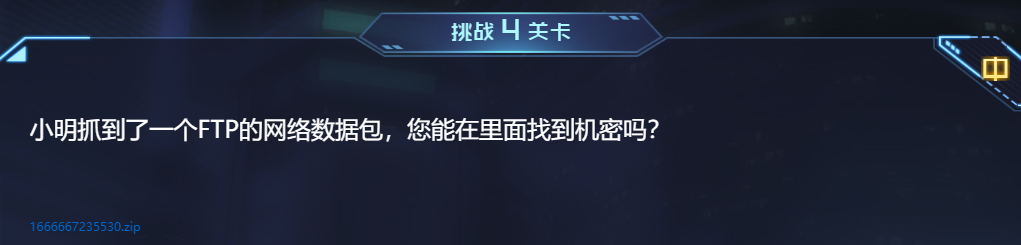 挑战 4 关卡
中
小明抓到了一个FTP的网络数据包，您能在里面找到机密吗？
1666667235530.zip